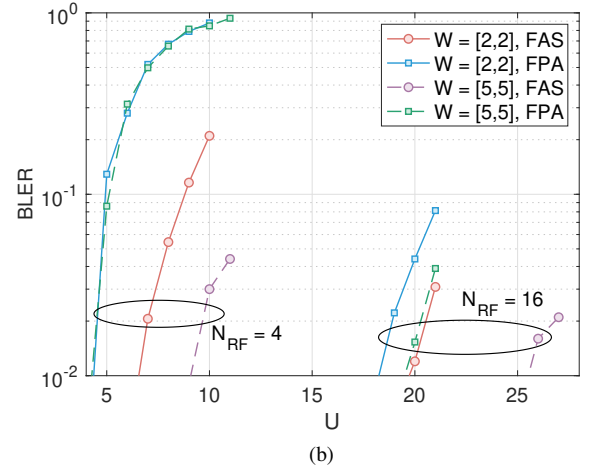 10^0
W = [2,2], FAS
W = [2,2], FPA
W = [5,5], FAS
W = [5,5], FPA
BLER
10^-1
N_RF = 16
N_RF = 4
10^-2
5 10 15 20 25
U
(b)